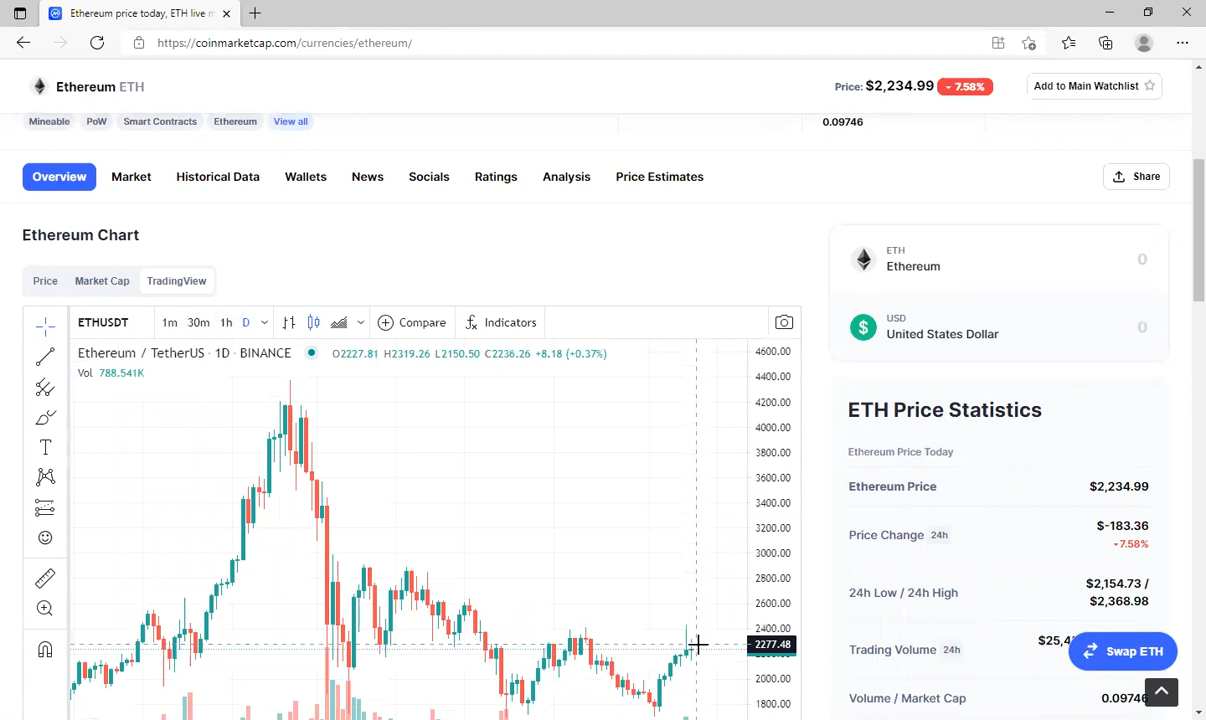 Ethereum price today, ETH live m
https://coinmarketcap.com/currencies/ethereum/
Ethereum ETH
Price: $2,234.99 7.58%
Add to Main Watchlist
Mineable PoW Smart Contracts Ethereum View all
0.09746
Overview Market Historical Data Wallets News Socials Ratings Analysis Price Estimates
Share
Ethereum Chart
Price Market Cap TradingView
ETHUSDT 1m 30m 1h D Compare Indicators
Ethereum / TetherUS · 1D · BINANCE O2227.81 H2319.26 L2150.50 C2236.26 +8.18 (+0.37%)
Vol 788.541K
4600.00
4400.00
4200.00
4000.00
3800.00
3600.00
3400.00
3200.00
3000.00
2800.00
2600.00
2400.00
2277.48
2000.00
1800.00
ETH
Ethereum
0
USD
United States Dollar
0
ETH Price Statistics
Ethereum Price Today
Ethereum Price $2,234.99
Price Change 24h $-183.36
7.58%
24h Low / 24h High $2,154.73 /
$2,368.98
Trading Volume 24h
Swap ETH
Volume / Market Cap 0.09746